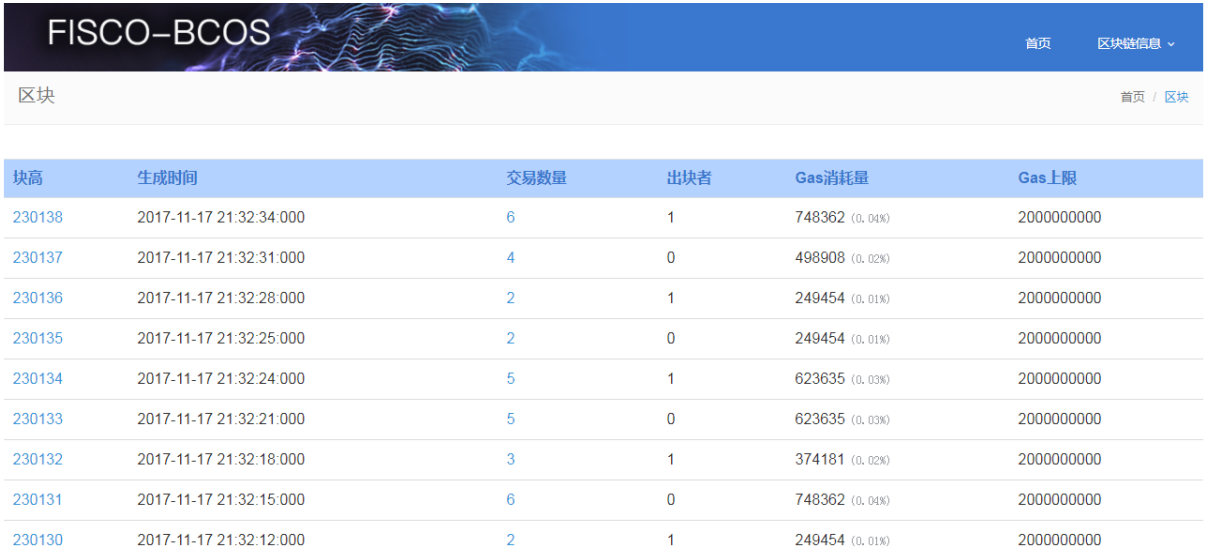 FISCO-BCOS
首页 区块链信息
区块
首页 / 区块
块高 生成时间 交易数量 出块者 Gas消耗量 Gas上限
230138 2017-11-17 21:32:34:000 6 1 748362 (0.04%) 2000000000
230137 2017-11-17 21:32:31:000 4 0 498908 (0.02%) 2000000000
230136 2017-11-17 21:32:28:000 2 1 249454 (0.01%) 2000000000
230135 2017-11-17 21:32:25:000 2 0 249454 (0.01%) 2000000000
230134 2017-11-17 21:32:24:000 5 1 623635 (0.03%) 2000000000
230133 2017-11-17 21:32:21:000 5 0 623635 (0.03%) 2000000000
230132 2017-11-17 21:32:18:000 3 1 374181 (0.02%) 2000000000
230131 2017-11-17 21:32:15:000 6 0 748362 (0.04%) 2000000000
230130 2017-11-17 21:32:12:000 2 1 249454 (0.01%) 2000000000